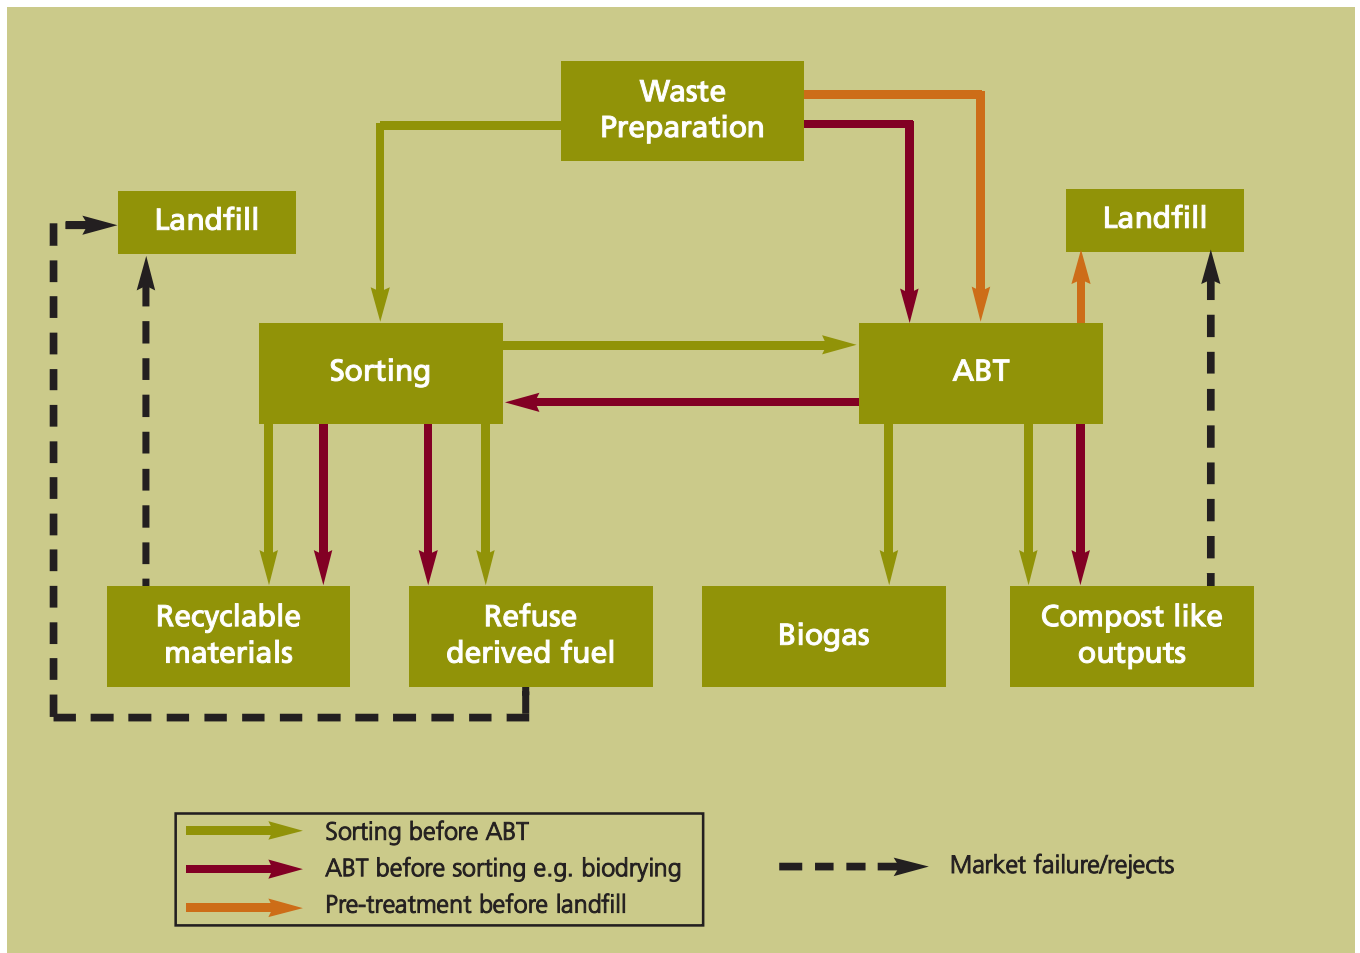 Waste
Preparation
Landfill
Landfill
Sorting
ABT
Recyclable
materials
Refuse
derived fuel
Biogas
Compost like
outputs
Sorting before ABT
ABT before sorting e.g. biodrying
Pre-treatment before landfill
Market failure/rejects